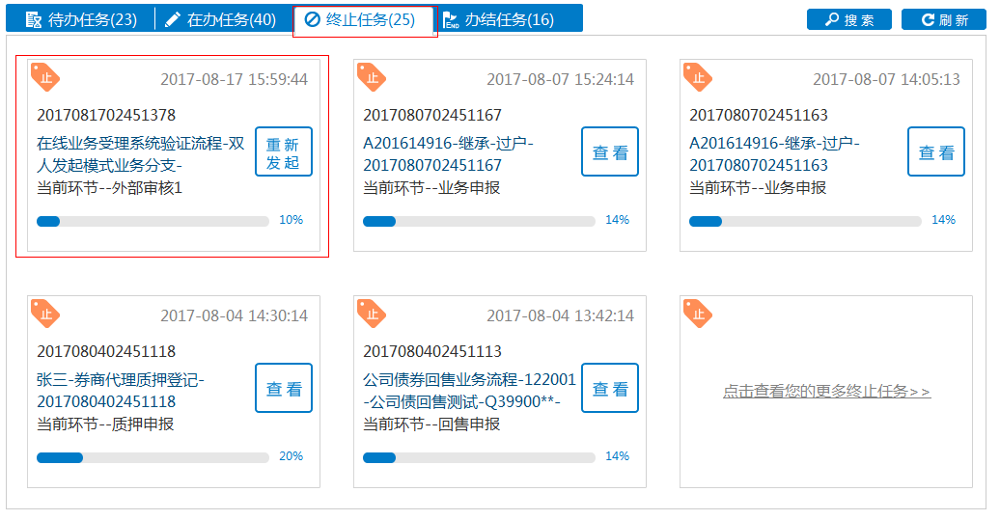 待办任务(23) 在办任务(40) 终止任务(25) END 办结任务(16) 搜索 刷新
止 2017-08-17 15:59:44
2017081702451378
在线业务受理系统验证流程-双
人发起模式业务分支-
当前环节--外部审核1
重新
发起
10%
止 2017-08-07 15:24:14
2017080702451167
A201614916-继承-过户-
2017080702451167
当前环节--业务申报
查看
14%
止 2017-08-07 14:05:13
2017080702451163
A201614916-继承-过户-
2017080702451163
当前环节--业务申报
查看
14%
止 2017-08-04 14:30:14
2017080402451118
张三-券商代理质押登记-
2017080402451118
当前环节--质押申报
查看
20%
止 2017-08-04 13:42:14
2017080402451113
公司债券回售业务流程-122001
-公司债回售测试-Q39900**-
当前环节--回售申报
查看
14%
止
点击查看您的更多终止任务>>